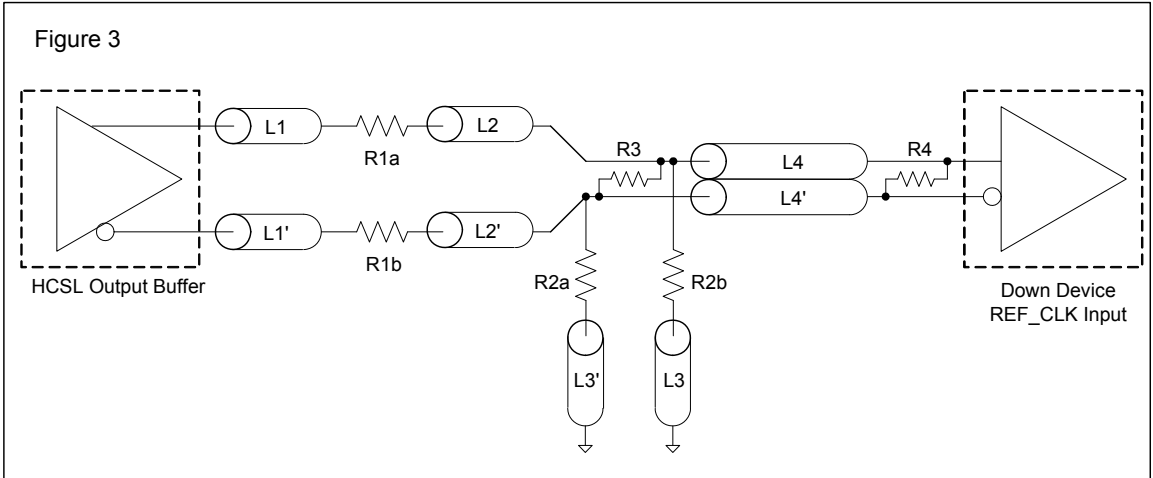 Figure 3
L1
R1a
L2
R3
L4
R4
L1'
R1b
L2'
L4'
R2a
R2b
L3'
L3
HCSL Output Buffer
Down Device
REF_CLK Input